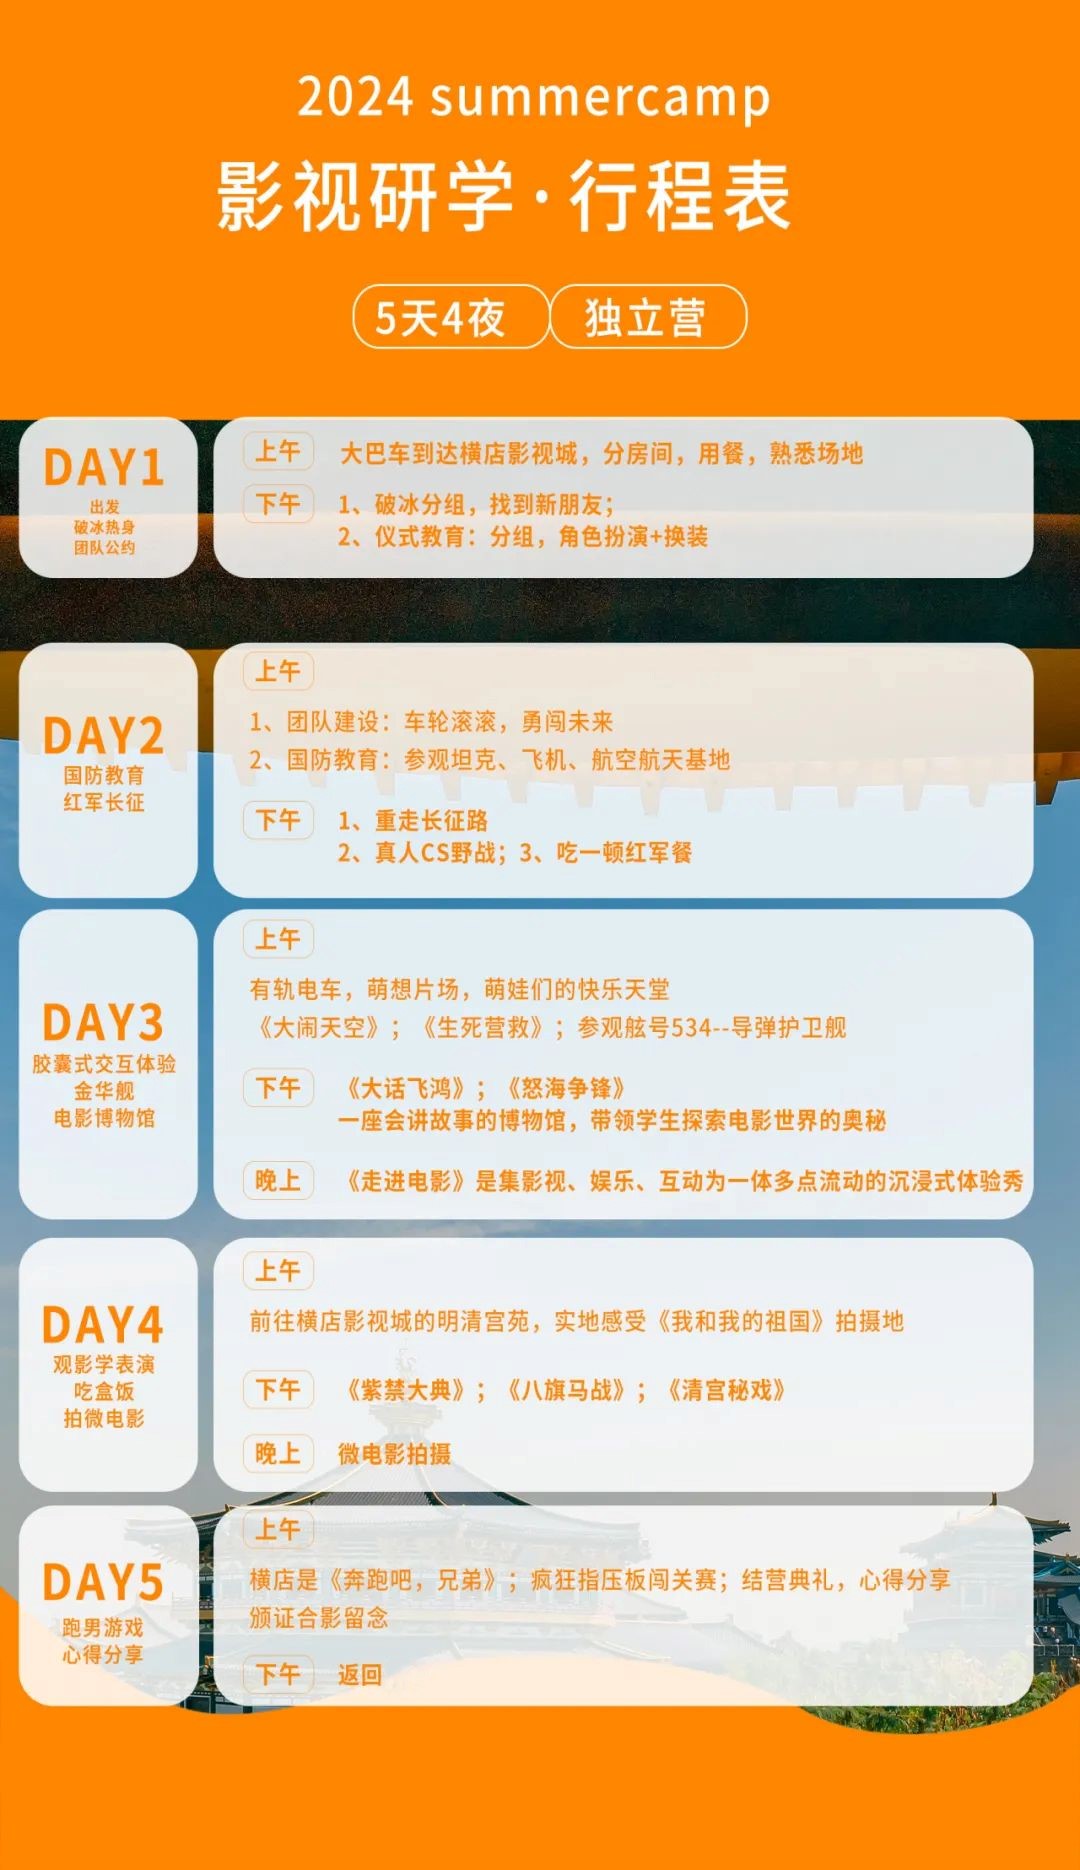 2024 summercamp
影视研学·行程表
5天4夜 独立营
DAY1
出发
破冰热身
团队公约
上午 大巴车到达横店影视城，分房间，用餐，熟悉场地
下午 1、破冰分组，找到新朋友；
2、仪式教育：分组，角色扮演+换装
DAY2
国防教育
红军长征
上午
1、团队建设：车轮滚滚，勇闯未来
2、国防教育：参观坦克、飞机、航空航天基地
下午 1、重走长征路
2、真人CS野战；3、吃一顿红军餐
DAY3
胶囊式交互体验
金华舰
电影博物馆
上午
有轨电车，萌想片场，萌娃们的快乐天堂
《大闹天空》；《生死营救》；参观舷号534--导弹护卫舰
下午 《大话飞鸿》；《怒海争锋》
一座会讲故事的博物馆，带领学生探索电影世界的奥秘
晚上 《走进电影》是集影视、娱乐、互动为一体多点流动的沉浸式体验秀
DAY4
观影学表演
吃盒饭
拍微电影
上午
前往横店影视城的明清宫苑，实地感受《我和我的祖国》拍摄地
下午 《紫禁大典》；《八旗马战》；《清宫秘戏》
晚上 微电影拍摄
DAY5
跑男游戏
心得分享
上午
横店是《奔跑吧，兄弟》；疯狂指压板闯关赛；结营典礼，心得分享
颁证合影留念
下午 返回